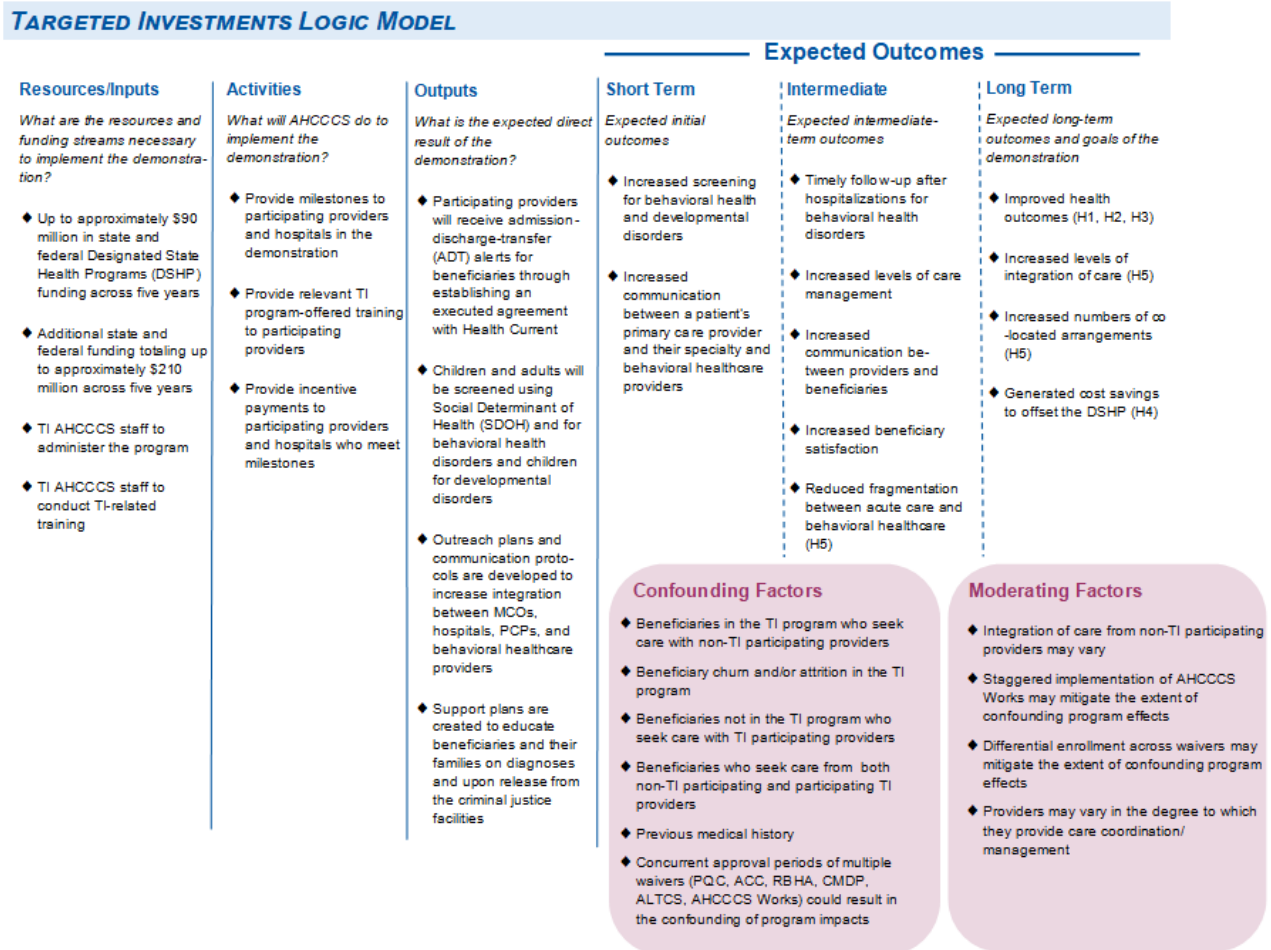 TARGETED INVESTMENTS LOGIC MODEL
Expected Outcomes
Resources/Inputs
What are the resources and
funding streams necessary
to implement the demonstra-
tion?
◆ Up to approximately $90
million in state and
federal Designated State
Health Programs (DSHP)
funding across five years
◆ Additional state and
federal funding totaling up
to approximately $210
million across five years
◆ TI AHCCCS staff to
administer the program
◆ TI AHCCCS staff to
conduct TI-related
training
Activities
What will AHCCCS do to
implement the
demonstration?
◆ Provide milestones to
participating providers
and hospitals in the
demonstration
◆ Provide relevant TI
program-offered training
to participating
providers
◆ Provide incentive
payments to
participating providers
and hospitals who meet
milestones
Outputs
What is the expected direct
result of the
demonstration?
◆ Participating providers
will receive admission-
discharge-transfer
(ADT) alerts for
beneficiaries through
establishing an
executed agreement
with Health Current
◆ Children and adults will
be screened using
Social Determinant of
Health (SDOH) and for
behavioral health
disorders and children
for developmental
disorders
◆ Outreach plans and
communication proto-
cols are developed to
increase integration
between MCOs,
hospitals, PCPs, and
behavioral healthcare
providers
◆ Support plans are
created to educate
beneficiaries and their
families on diagnoses
and upon release from
the criminal justice
facilities
Short Term
Expected initial
outcomes
◆ Increased screening
for behavioral health
and developmental
disorders
◆ Increased
communication
between a patient's
primary care provider
and their specialty and
behavioral healthcare
providers
Intermediate
Expected intermediate-
term outcomes
◆ Timely follow-up after
hospitalizations for
behavioral health
disorders
◆ Increased levels of care
management
◆ Increased
communication be-
tween providers and
beneficiaries
◆ Increased beneficiary
satisfaction
◆ Reduced fragmentation
between acute care and
behavioral healthcare
(H5)
Long Term
Expected long-term
outcomes and goals of the
demonstration
◆ Improved health
outcomes (H1, H2, H3)
◆ Increased levels of
integration of care (H5)
◆ Increased numbers of co
-located arrangements
(H5)
◆ Generated cost savings
to offset the DSHP (H4)
Confounding Factors
◆ Beneficiaries in the TI program who seek
care with non-TI participating providers
◆ Beneficiary churn and/or attrition in the TI
program
◆ Beneficiaries not in the TI program who
seek care with TI participating providers
◆ Beneficiaries who seek care from both
non-TI participating and participating TI
providers
◆ Previous medical history
◆ Concurrent approval periods of multiple
waivers (PQC, ACC, RBHA, CMDP,
ALTCS, AHCCCS Works) could result in
the confounding of program impacts
Moderating Factors
◆ Integration of care from non-TI participating
providers may vary
◆ Staggered implementation of AHCCCS
Works may mitigate the extent of
confounding program effects
◆ Differential enrollment across waivers may
mitigate the extent of confounding program
effects
◆ Providers may vary in the degree to which
they provide care coordination/
management